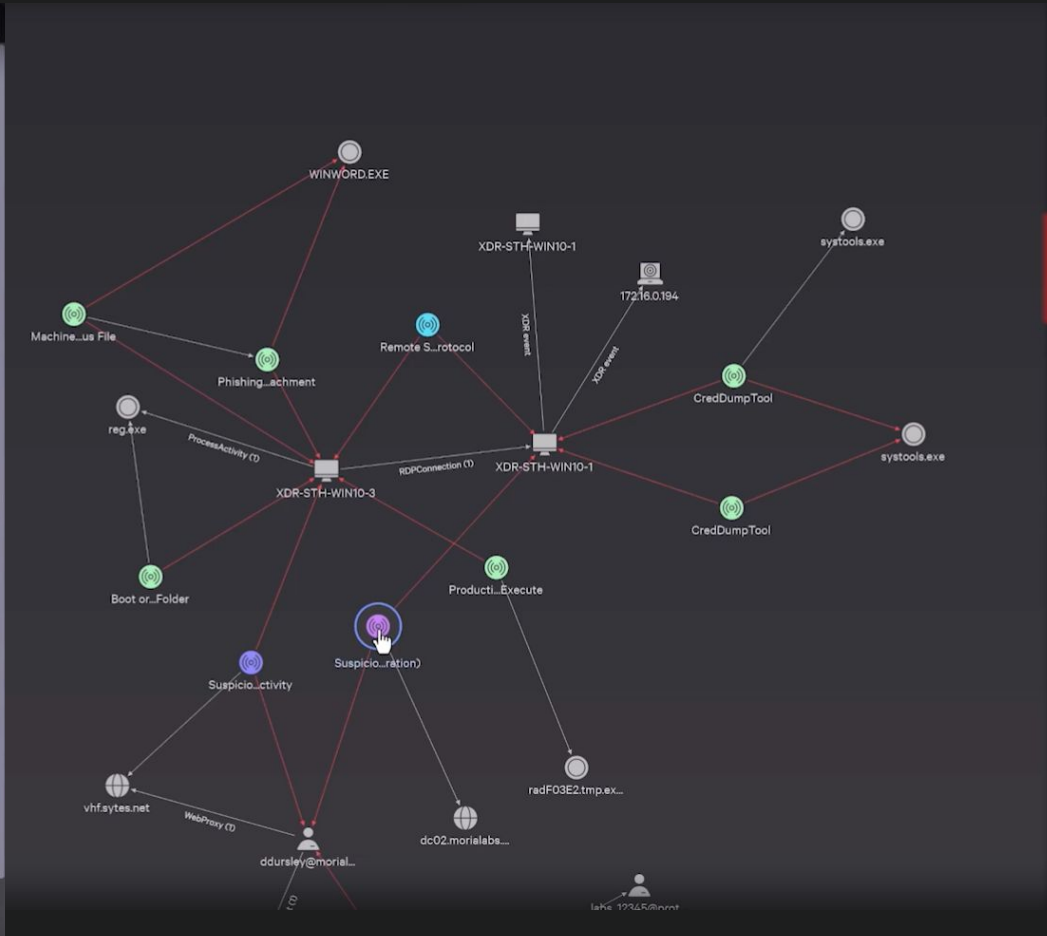 WINWORD.EXE
XDR-STH-WIN10-1
systools.exe
172.16.0.194
Machine...us File
Remote S...rotocol
XDR event
XDR event
Phishing...achment
CredDumpTool
reg.exe
ProcessActivity (1)
RDPConnection (1)
XDR-STH-WIN10-1
systools.exe
XDR-STH-WIN10-3
CredDumpTool
Boot or...Folder
Producti...Execute
Suspicio...ration)
Suspicio...ctivity
radF03E2.tmp.ex...
vhf.sytes.net
WebProxy (1)
dc02.morialabs....
ddursley@morial...
(1)
labs_12345@prot